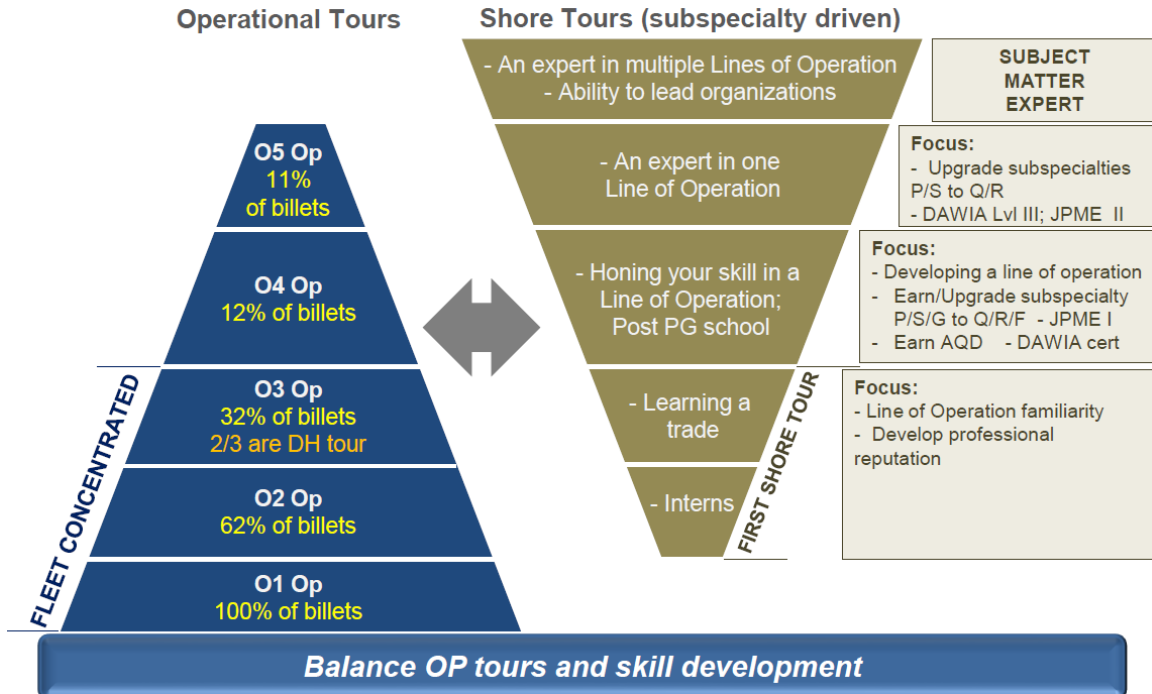 Operational Tours
Shore Tours (subspecialty driven)
O5 Op
11%
of billets
O4 Op
12% of billets
O3 Op
32% of billets
2/3 are DH tour
O2 Op
62% of billets
O1 Op
100% of billets
FLEET CONCENTRATED
- An expert in multiple Lines of Operation
- Ability to lead organizations
- An expert in one
Line of Operation
- Honing your skill in a
Line of Operation;
Post PG school
- Learning a
trade
- Interns
FIRST SHORE TOUR
SUBJECT
MATTER
EXPERT
Focus:
- Upgrade subspecialties
P/S to Q/R
- DAWIA Lvl III; JPME II
Focus:
- Developing a line of operation
- Earn/Upgrade subspecialty
P/S/G to Q/R/F - JPME I
- Earn AQD - DAWIA cert
Focus:
- Line of Operation familiarity
- Develop professional
reputation
Balance OP tours and skill development